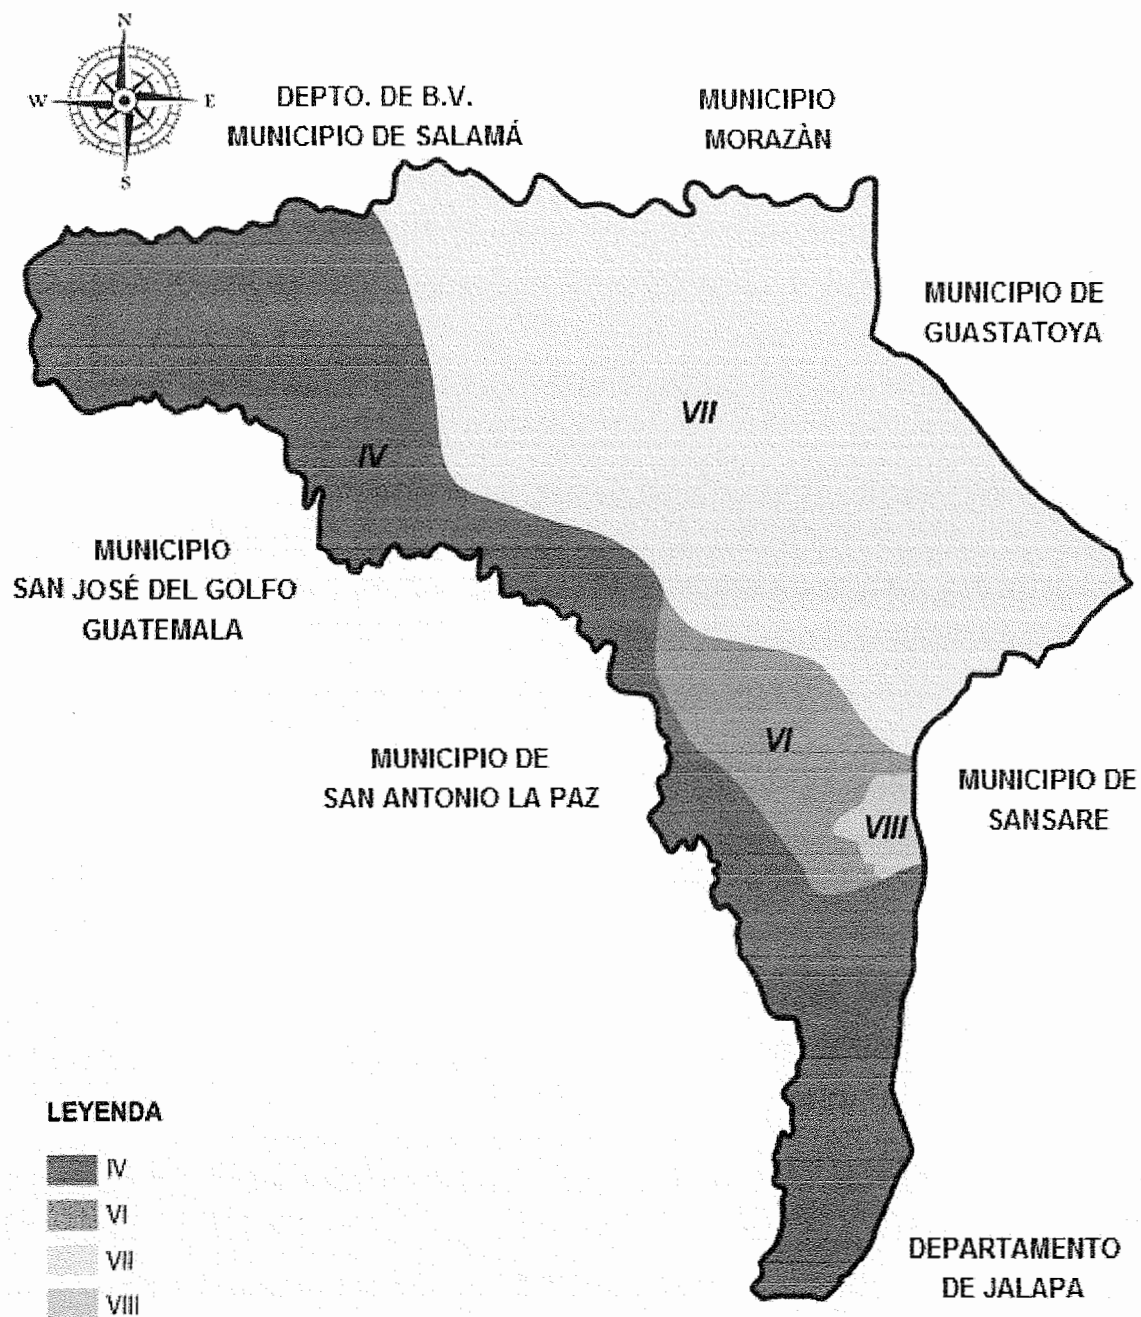 N
W
E
S
DEPTO. DE B.V.
MUNICIPIO DE SALAMÁ
MUNICIPIO
MORAZÀN
MUNICIPIO DE
GUASTATOYA
VII
IV
MUNICIPIO
SAN JOSÉ DEL GOLFO
GUATEMALA
MUNICIPIO DE
SAN ANTONIO LA PAZ
VI
MUNICIPIO DE
SANSARE
VIII
LEYENDA
IV
VI
VII
VIII
DEPARTAMENTO
DE JALAPA